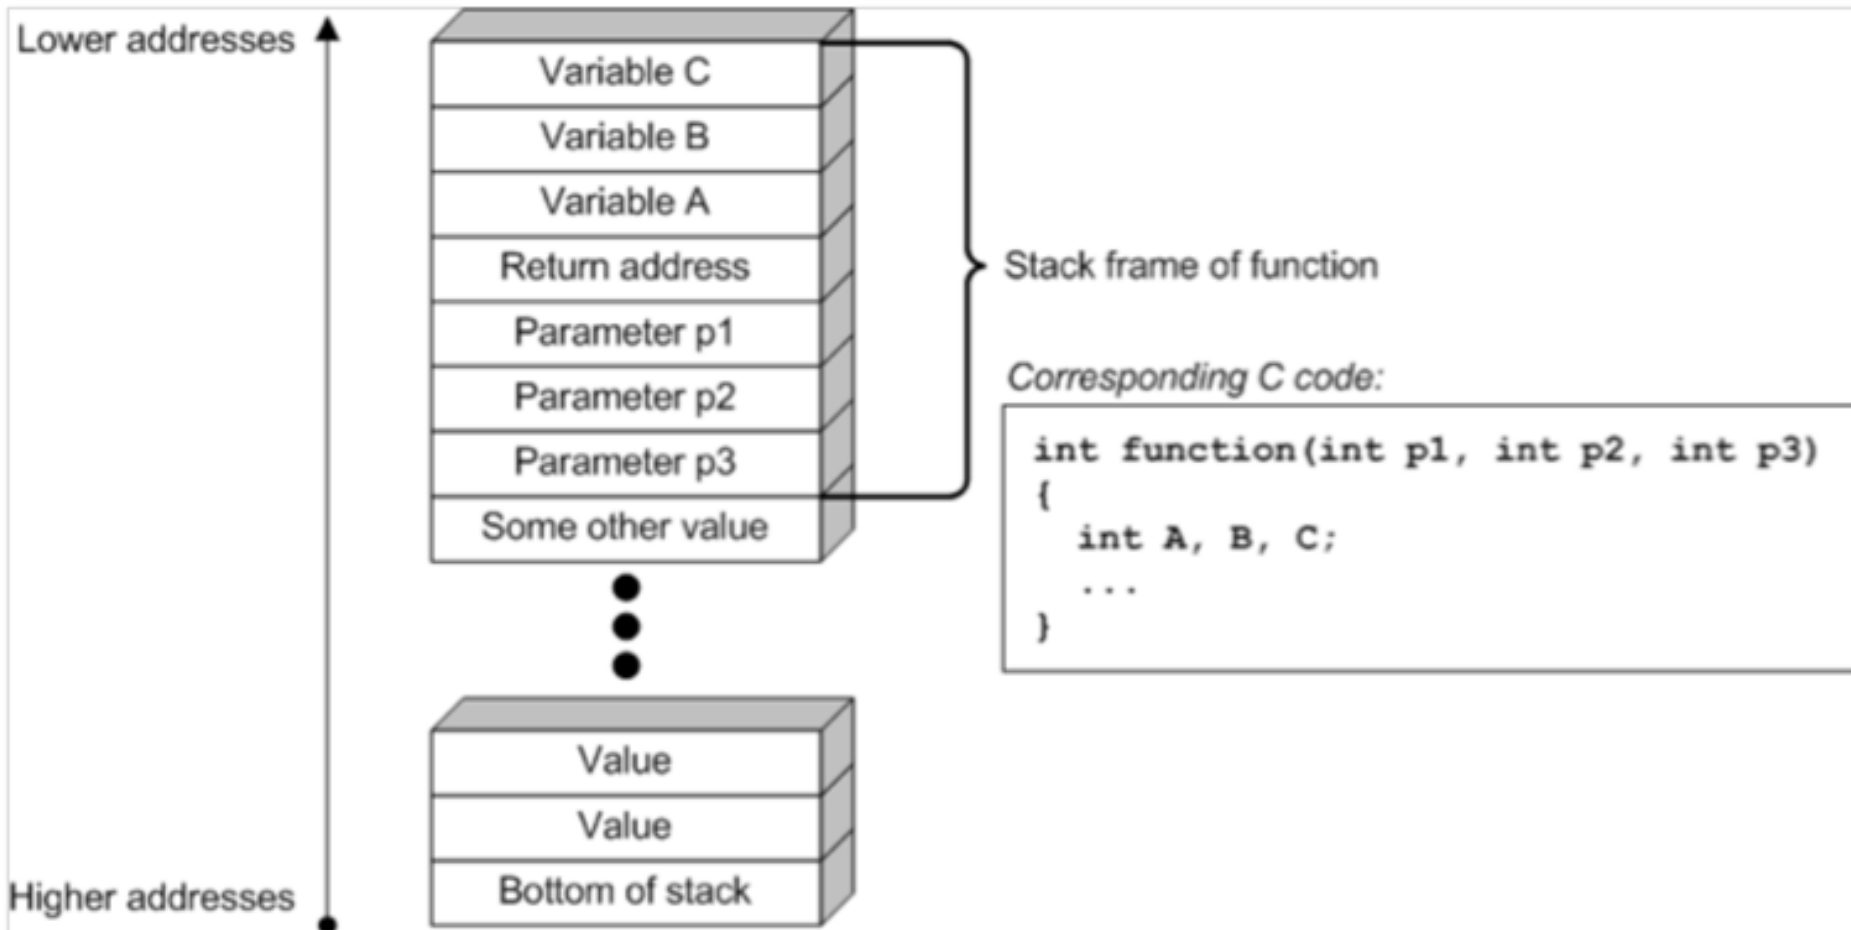 Lower addresses
Variable C
Variable B
Variable A
Return address
Parameter p1
Parameter p2
Parameter p3
Some other value
Stack frame of function
Corresponding C code:
int function(int p1, int p2, int p3)
{
int A, B, C;
...
}
Value
Value
Bottom of stack
Higher addresses